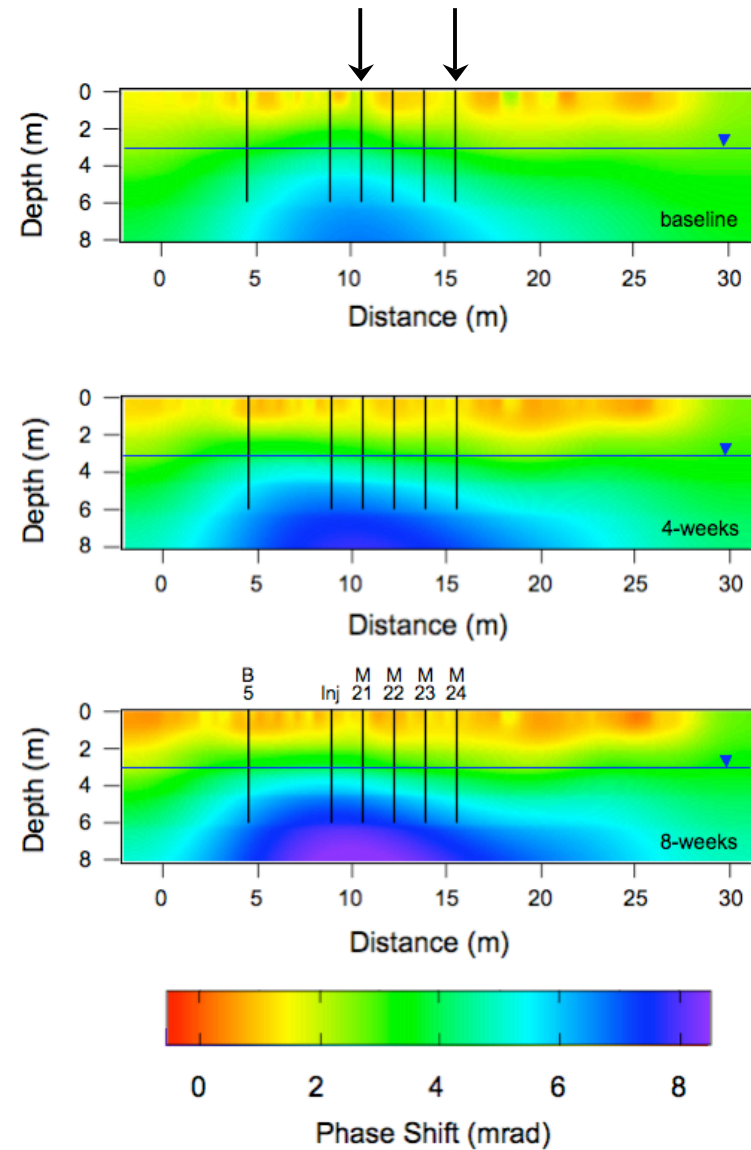 0
2
4
6
8
Depth (m)
baseline
0 5 10 15 20 25 30
Distance (m)
0
2
4
6
8
Depth (m)
4-weeks
0 5 10 15 20 25 30
Distance (m)
B M M M M
5 Inj 21 22 23 24
0
2
4
6
8
Depth (m)
8-weeks
0 5 10 15 20 25 30
Distance (m)
0 2 4 6 8
Phase Shift (mrad)